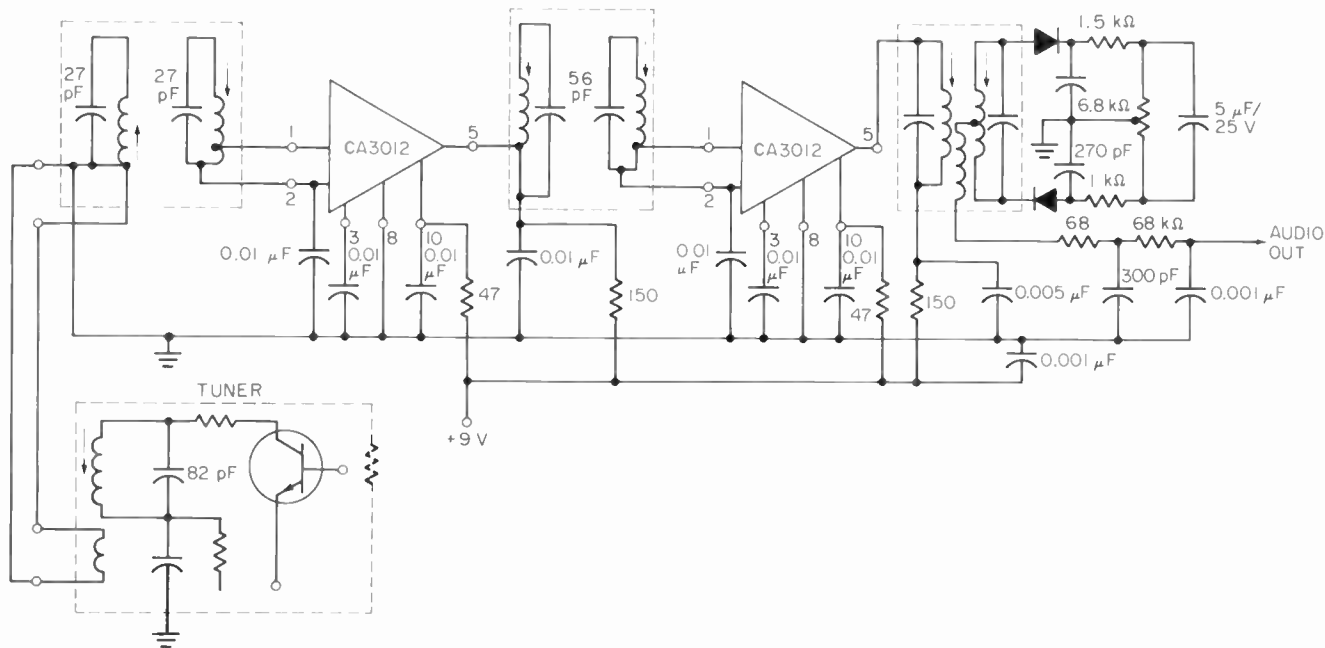 27
pF
27
pF
1
2
CA3012
5
3
8
10
0.01 μF
0.01
μF
0.01
μF
47
56
pF
0.01 μF
150
1
2
CA3012
5
3
8
10
0.01
μF
0.01
μF
0.01
μF
47
150
1.5 kΩ
6.8 kΩ
270 pF
1 kΩ
5 μF/
25 V
68
68 kΩ
AUDIO
OUT
0.005 μF
300 pF
0.001 μF
0.001 μF
+9 V
TUNER
82 pF